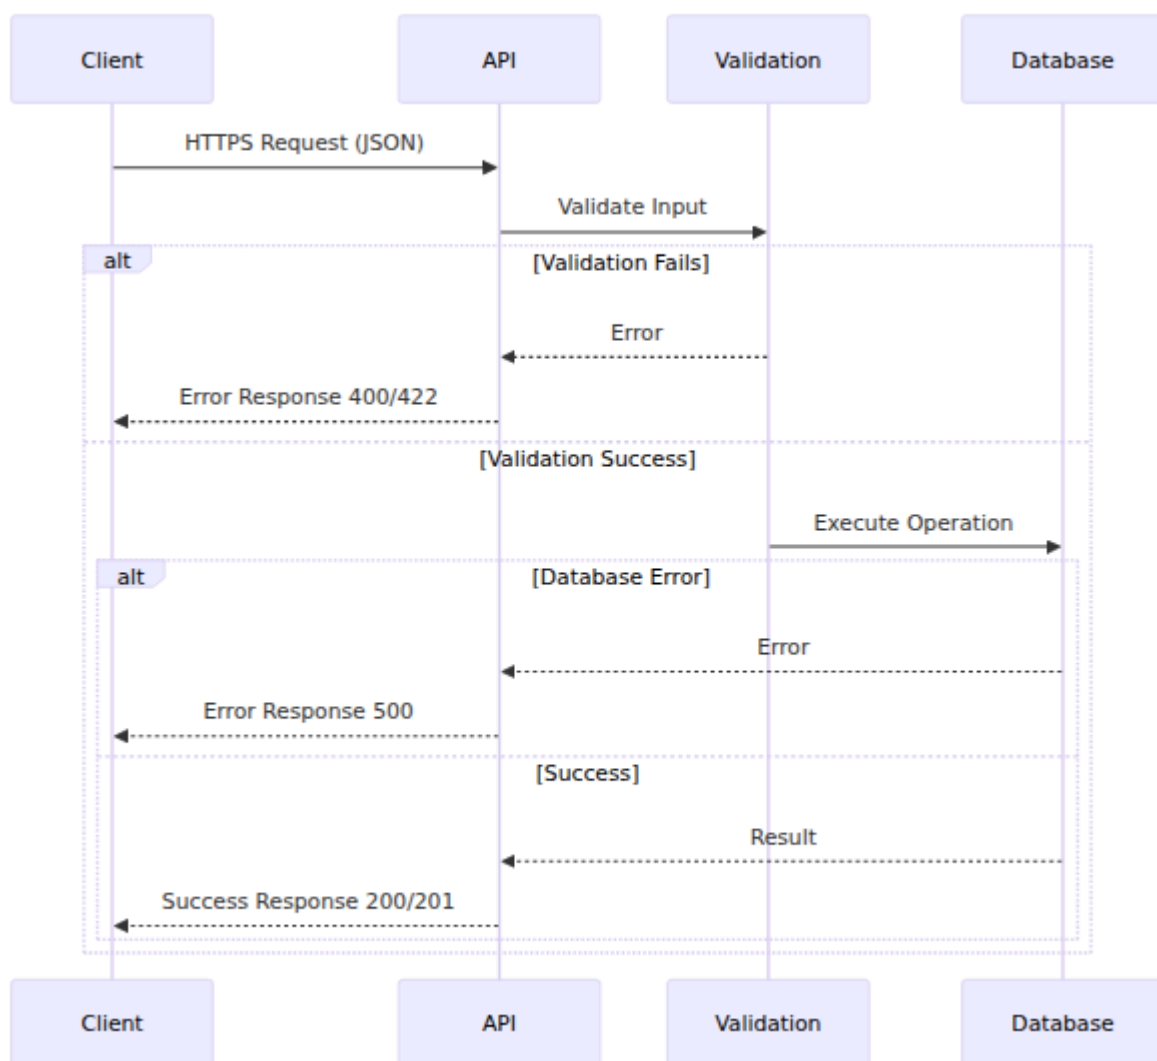 Client
API
Validation
Database
HTTPS Request (JSON)
Validate Input
alt
[Validation Fails]
Error
Error Response 400/422
[Validation Success]
Execute Operation
alt
[Database Error]
Error
Error Response 500
[Success]
Result
Success Response 200/201
Client
API
Validation
Database